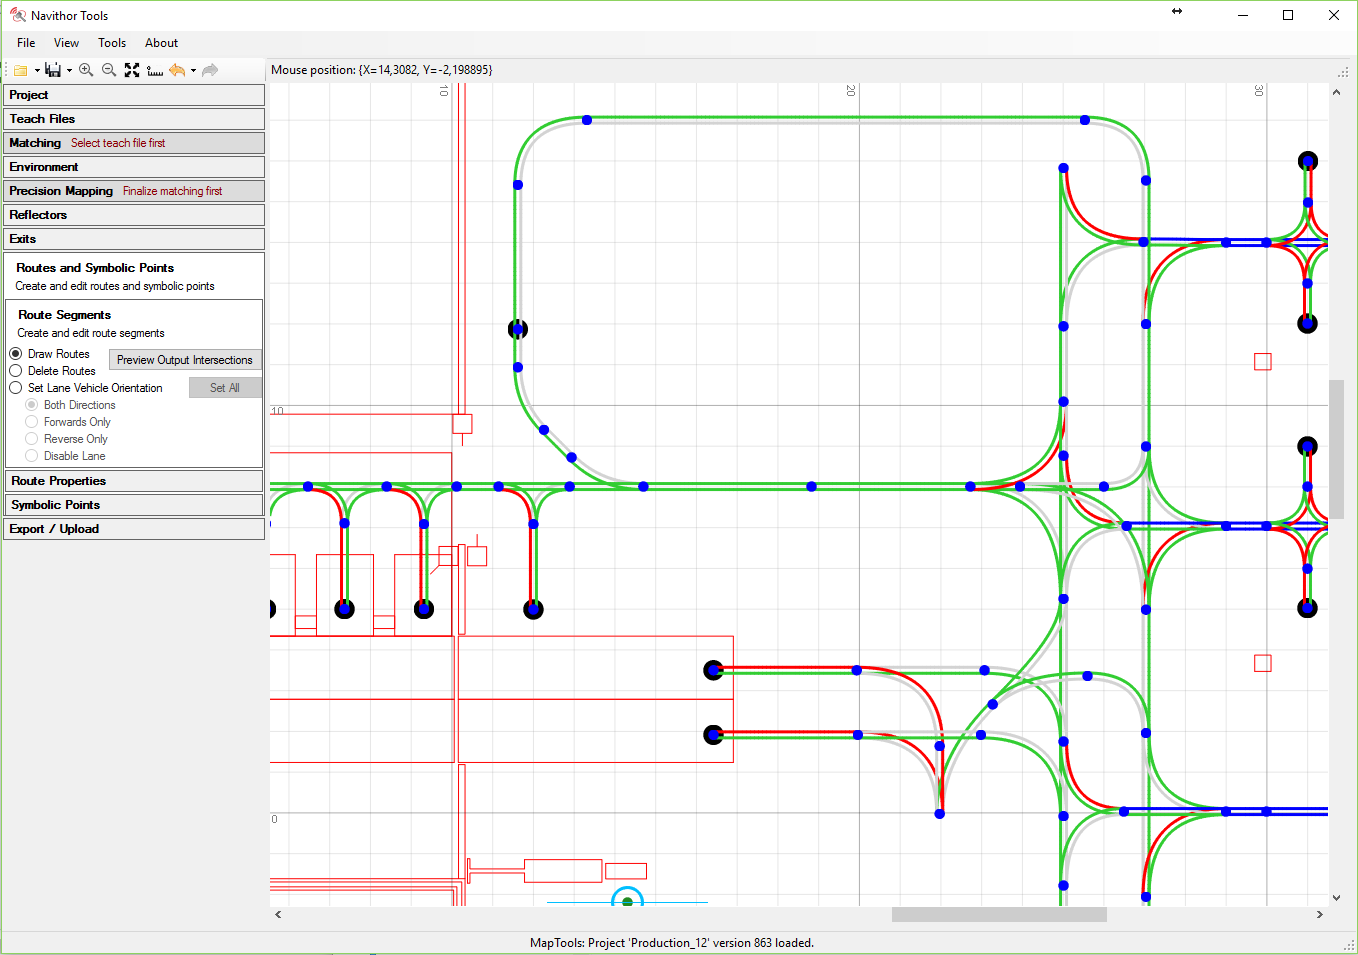 Navithor Tools
File View Tools About
Mouse position: {X=14,3082, Y=-2,198895}
Project
Teach Files
Matching Select teach file first
Environment
Precision Mapping Finalize matching first
Reflectors
Exits
Routes and Symbolic Points
Create and edit routes and symbolic points
Route Segments
Create and edit route segments
Draw Routes
Preview Output Intersections
Delete Routes
Set Lane Vehicle Orientation
Set All
Both Directions
Forwards Only
Reverse Only
Disable Lane
Route Properties
Symbolic Points
Export / Upload
10
20
30
10
0
MapTools: Project 'Production_12' version 863 loaded.